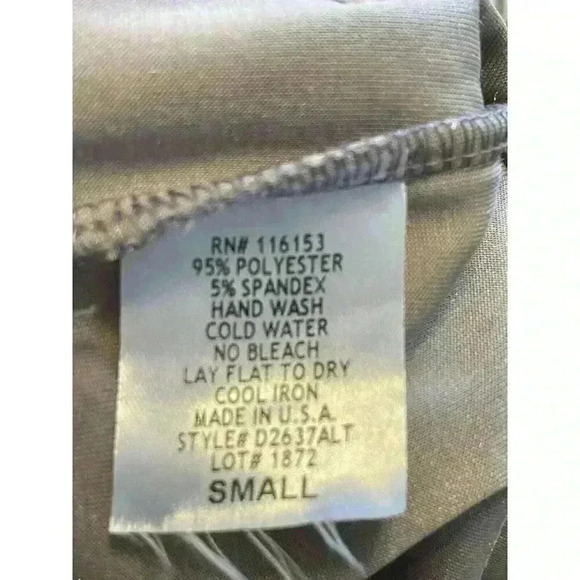 RN# 116153
95% POLYESTER
5% SPANDEX
HAND WASH
COLD WATER
NO BLEACH
LAY FLAT TO DRY
COOL IRON
MADE IN U.S.A.
STYLE# D2637ALT
LOT# 1872
SMALL